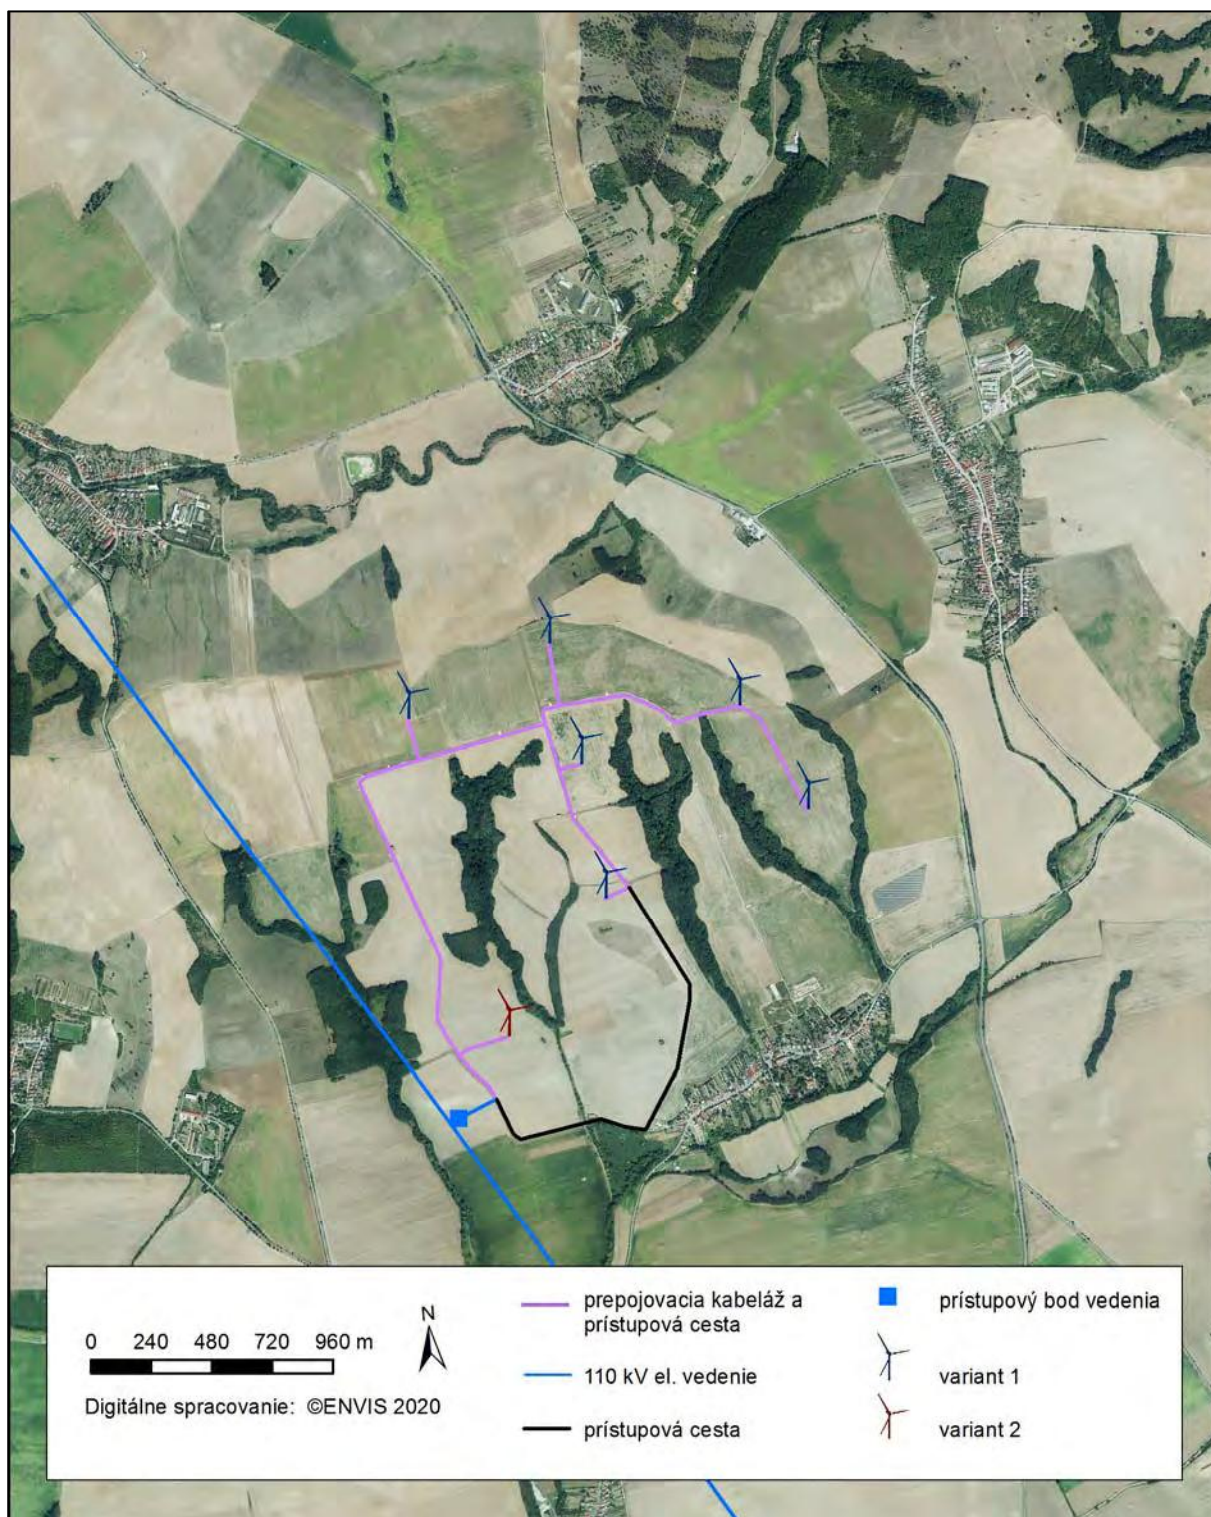 N
0 240 480 720 960 m
Digitálne spracovanie: ©ENVIS 2020
prepojovacia kabeláž a
prístupová cesta
110 kV el. vedenie
prístupová cesta
prístupový bod vedenia
variant 1
variant 2